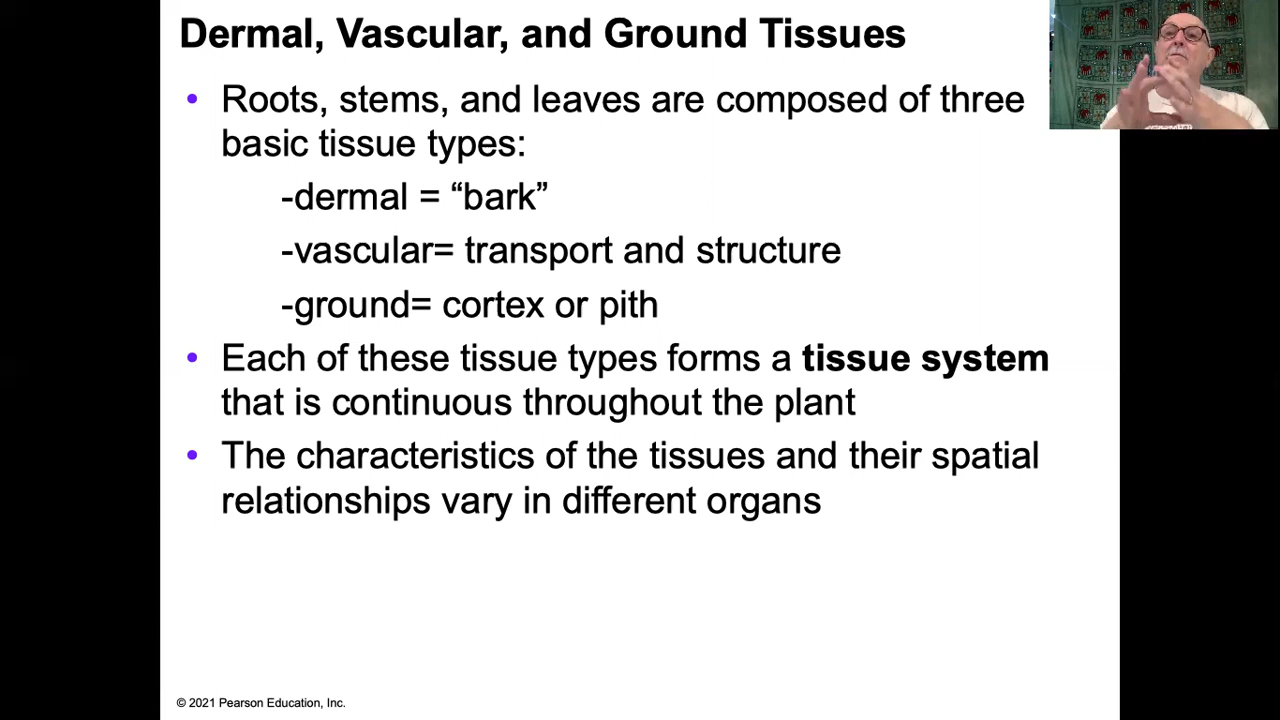 Dermal, Vascular, and Ground Tissues
• Roots, stems, and leaves are composed of three
basic tissue types:
-dermal = “bark”
-vascular= transport and structure
-ground= cortex or pith
• Each of these tissue types forms a tissue system
that is continuous throughout the plant
• The characteristics of the tissues and their spatial
relationships vary in different organs
© 2021 Pearson Education, Inc.